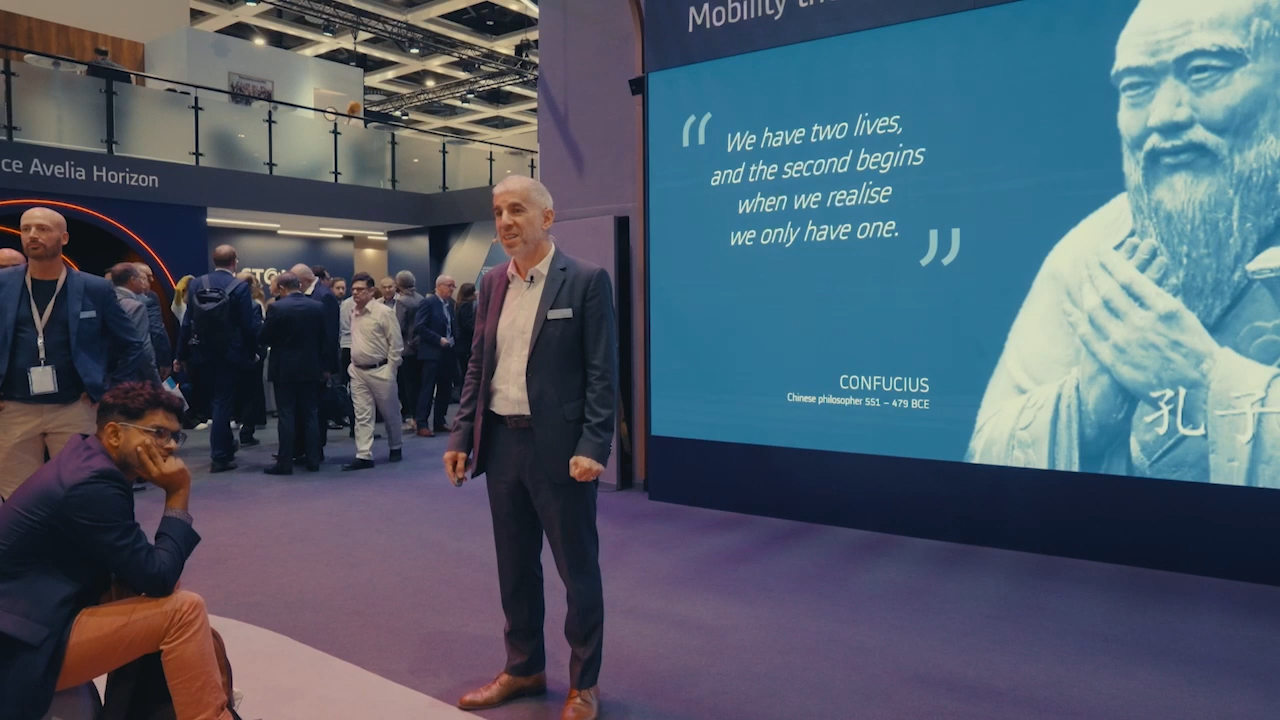 Mobility
ce Avelia Horizon
“ We have two lives,
and the second begins
when we realise
we only have one. ”
CONFUCIUS
Chinese philosopher 551 – 479 BCE
孔子